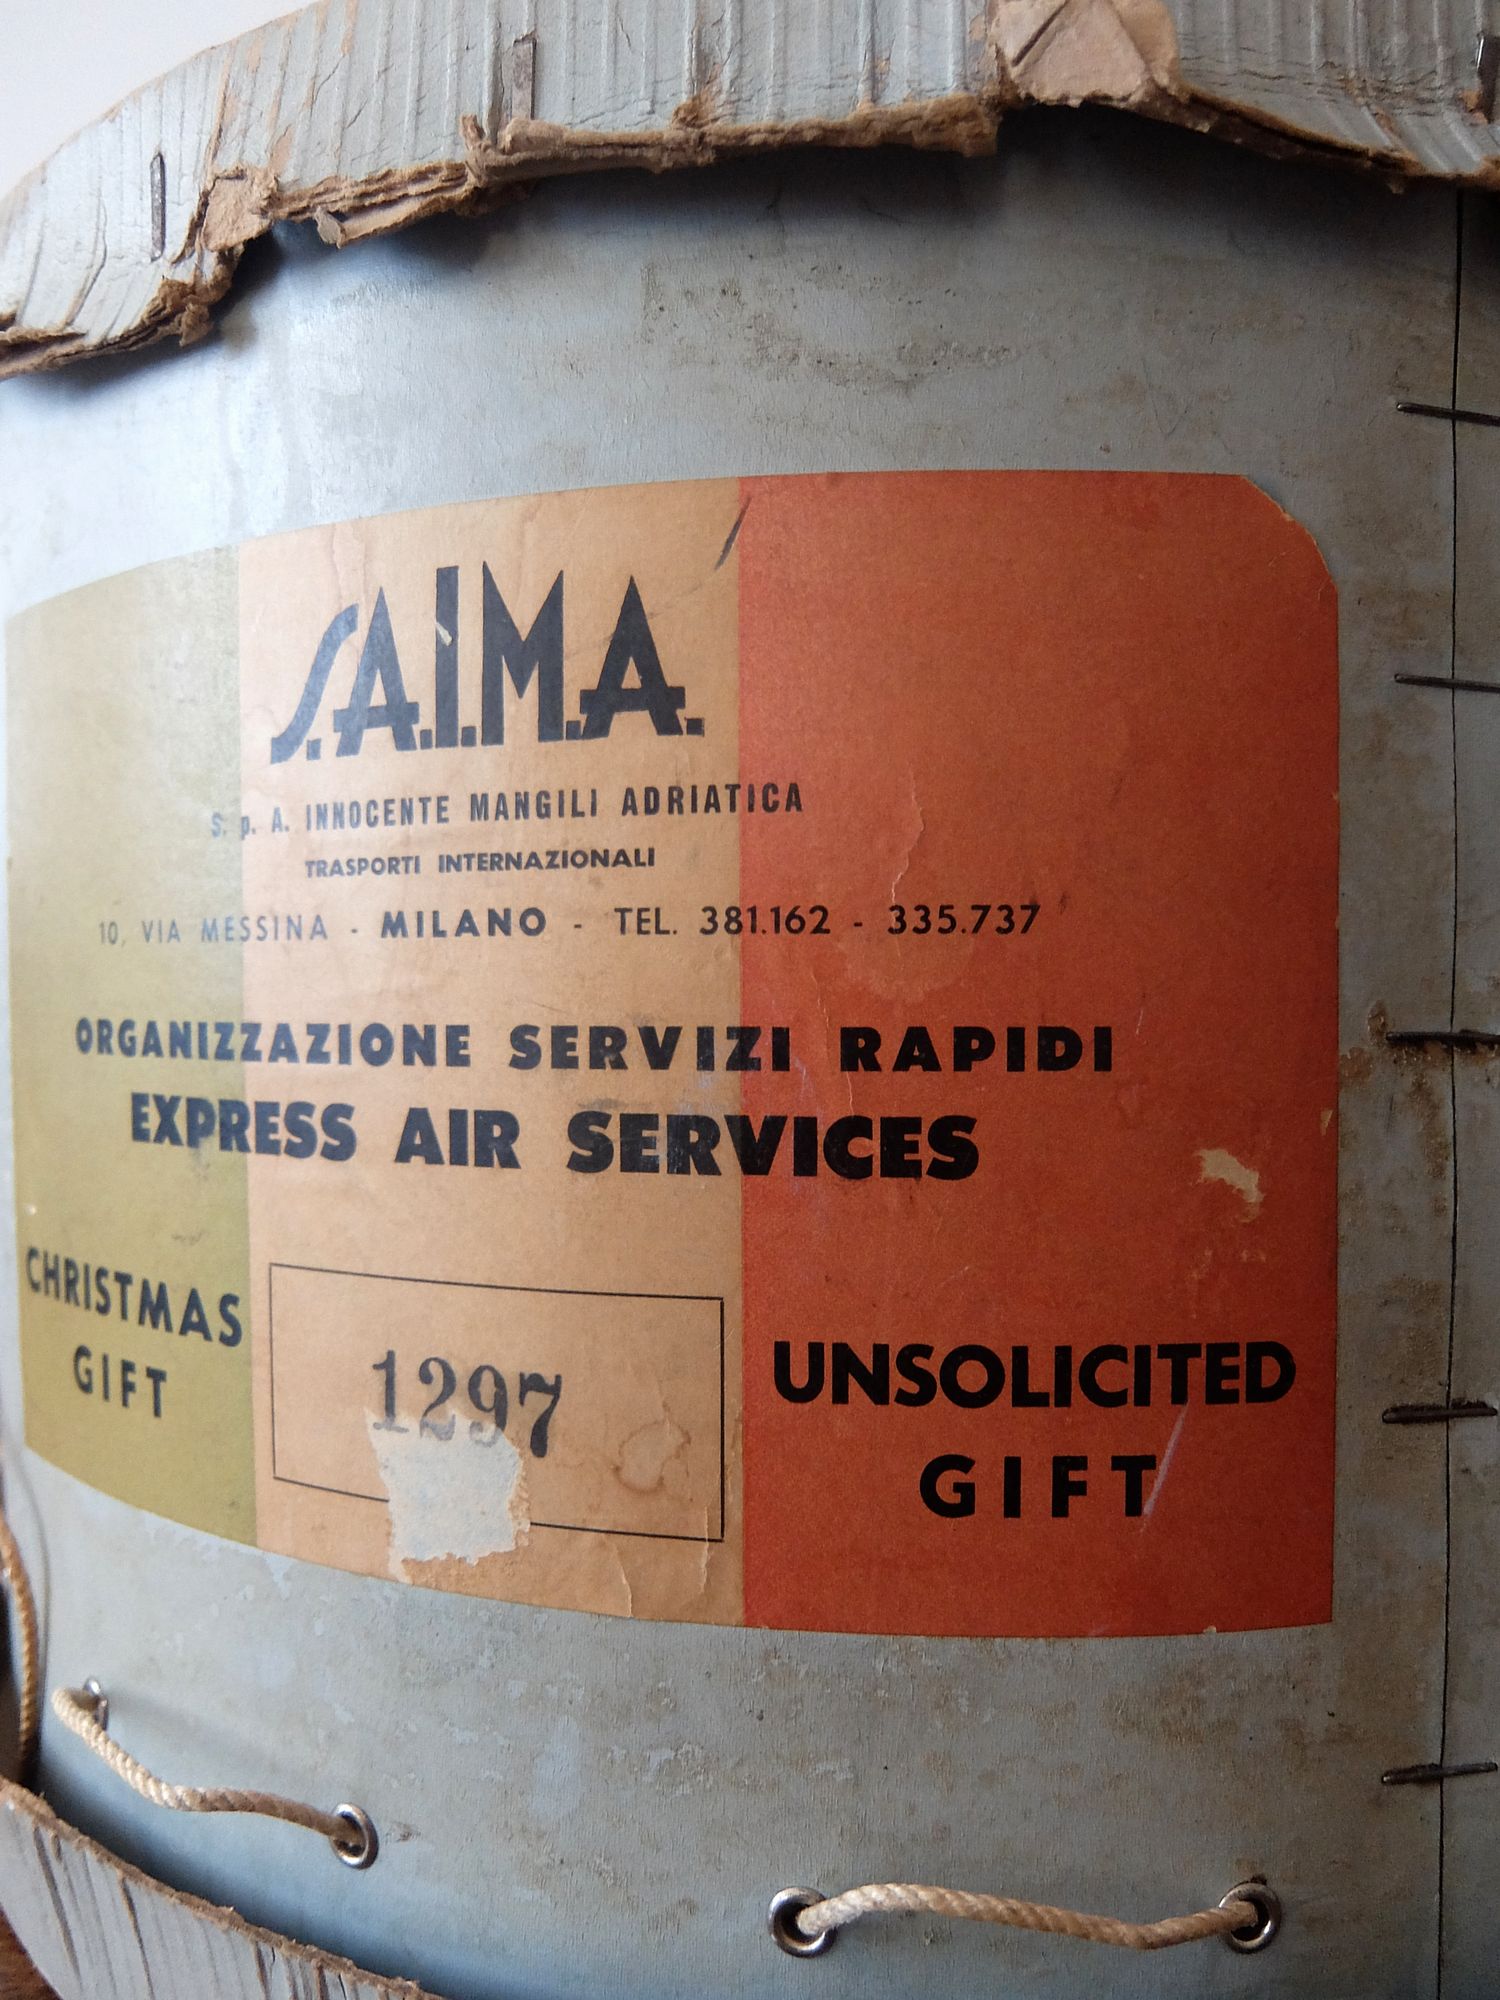 S.A.I.M.A.
S. p. A. INNOCENTE MANGILI ADRIATICA
TRASPORTI INTERNAZIONALI
10, VIA MESSINA - MILANO - TEL. 381.162 - 335.737
ORGANIZZAZIONE SERVIZI RAPIDI
EXPRESS AIR SERVICES
CHRISTMAS
GIFT
1297
UNSOLICITED
GIFT